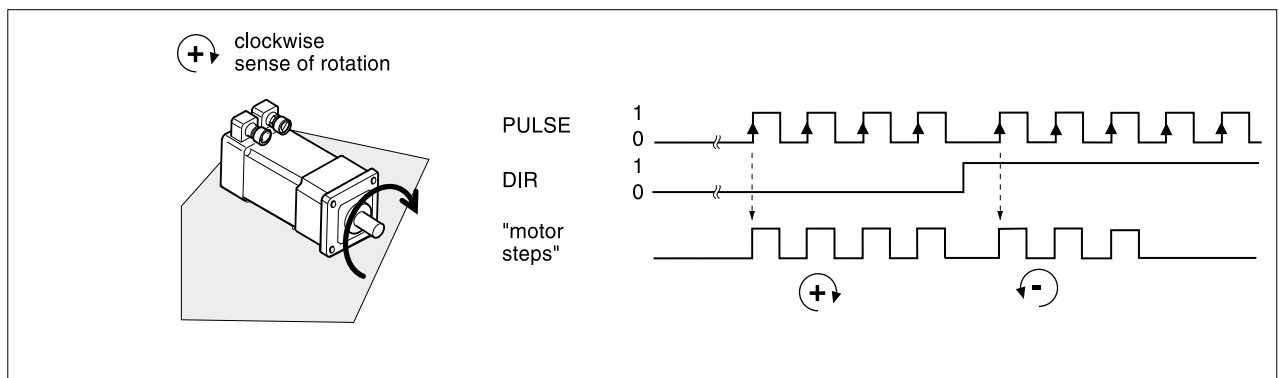 + clockwise
sense of rotation
PULSE
1
0
DIR
1
0
"motor
steps"
+
-